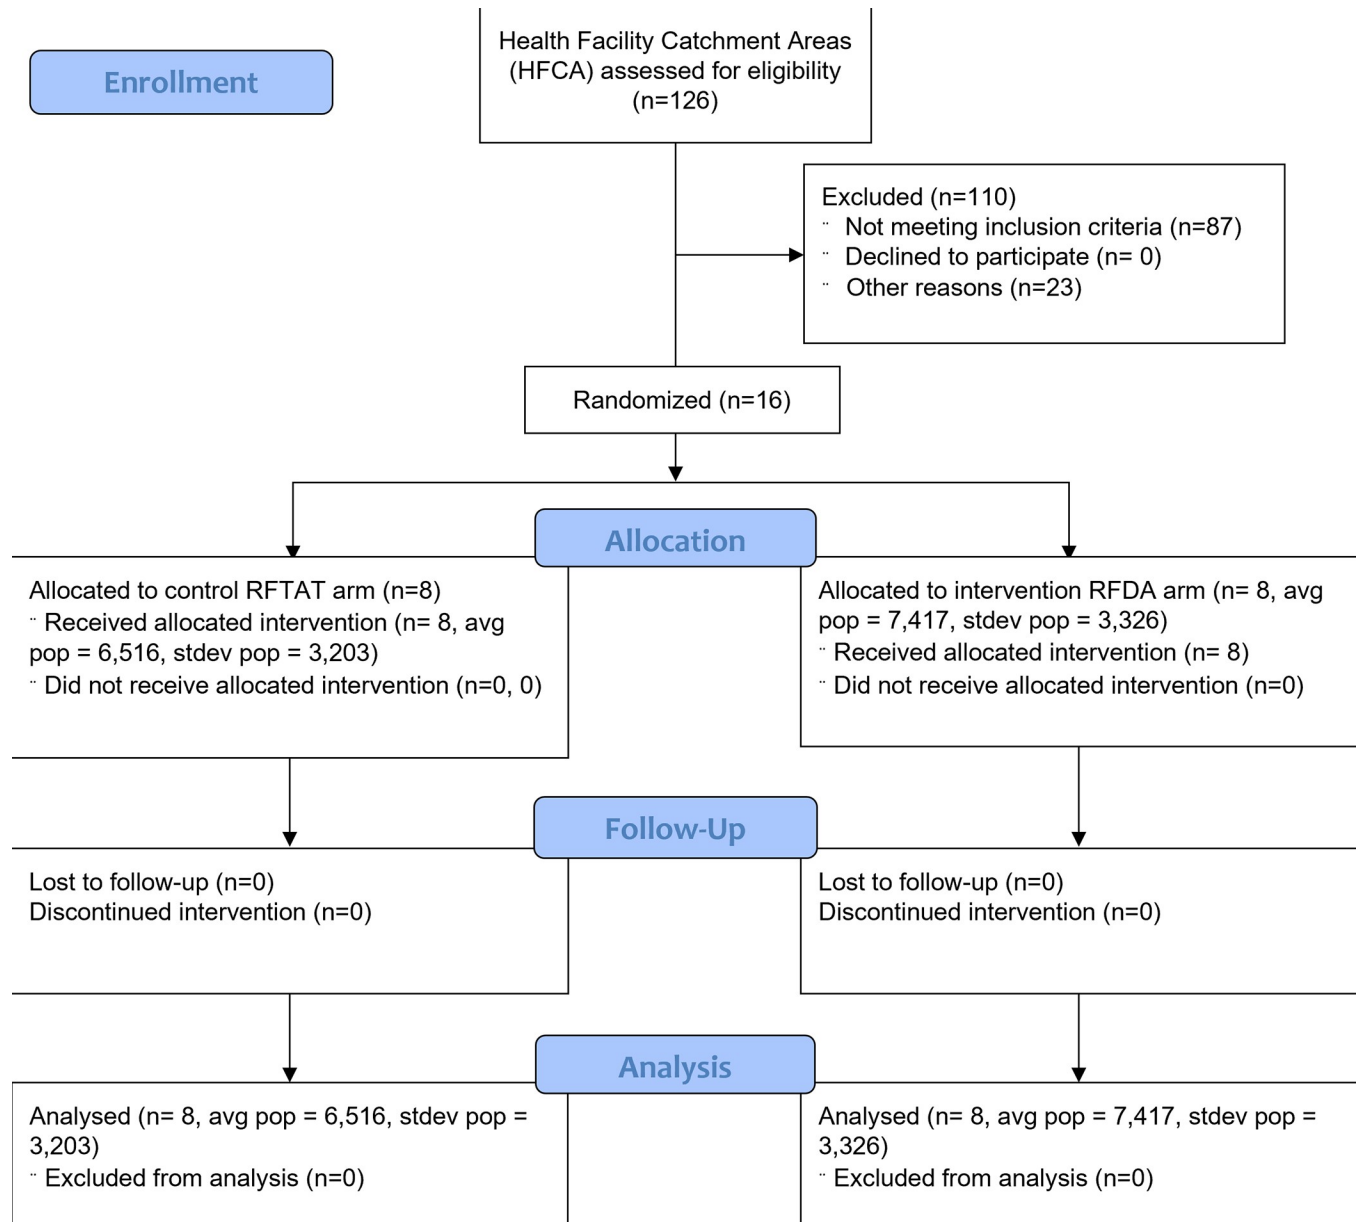 Enrollment
Health Facility Catchment Areas
(HFCA) assessed for eligibility
(n=126)
Excluded (n=110)
¨ Not meeting inclusion criteria (n=87)
¨ Declined to participate (n= 0)
¨ Other reasons (n=23)
Randomized (n=16)
Allocation
Allocated to control RFTAT arm (n=8)
¨ Received allocated intervention (n= 8, avg
pop = 6,516, stdev pop = 3,203)
¨ Did not receive allocated intervention (n=0, 0)
Allocated to intervention RFDA arm (n= 8, avg
pop = 7,417, stdev pop = 3,326)
¨ Received allocated intervention (n= 8)
¨ Did not receive allocated intervention (n=0)
Follow-Up
Lost to follow-up (n=0)
Discontinued intervention (n=0)
Lost to follow-up (n=0)
Discontinued intervention (n=0)
Analysis
Analysed (n= 8, avg pop = 6,516, stdev pop =
3,203)
¨ Excluded from analysis (n=0)
Analysed (n= 8, avg pop = 7,417, stdev pop =
3,326)
¨ Excluded from analysis (n=0)